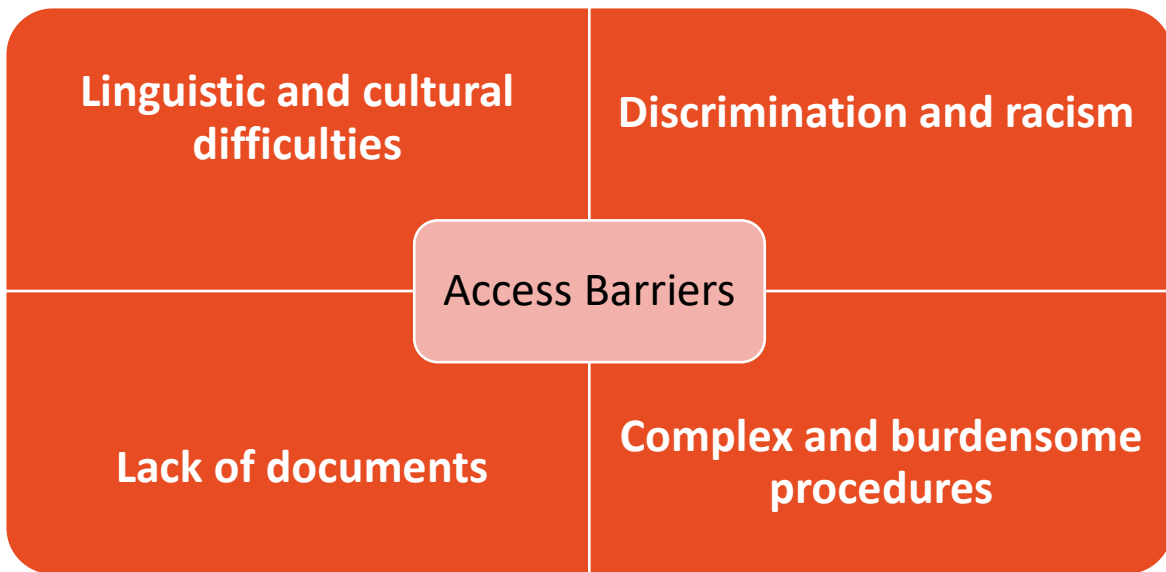 Linguistic and cultural
difficulties
Discrimination and racism
Access Barriers
Lack of documents
Complex and burdensome
procedures